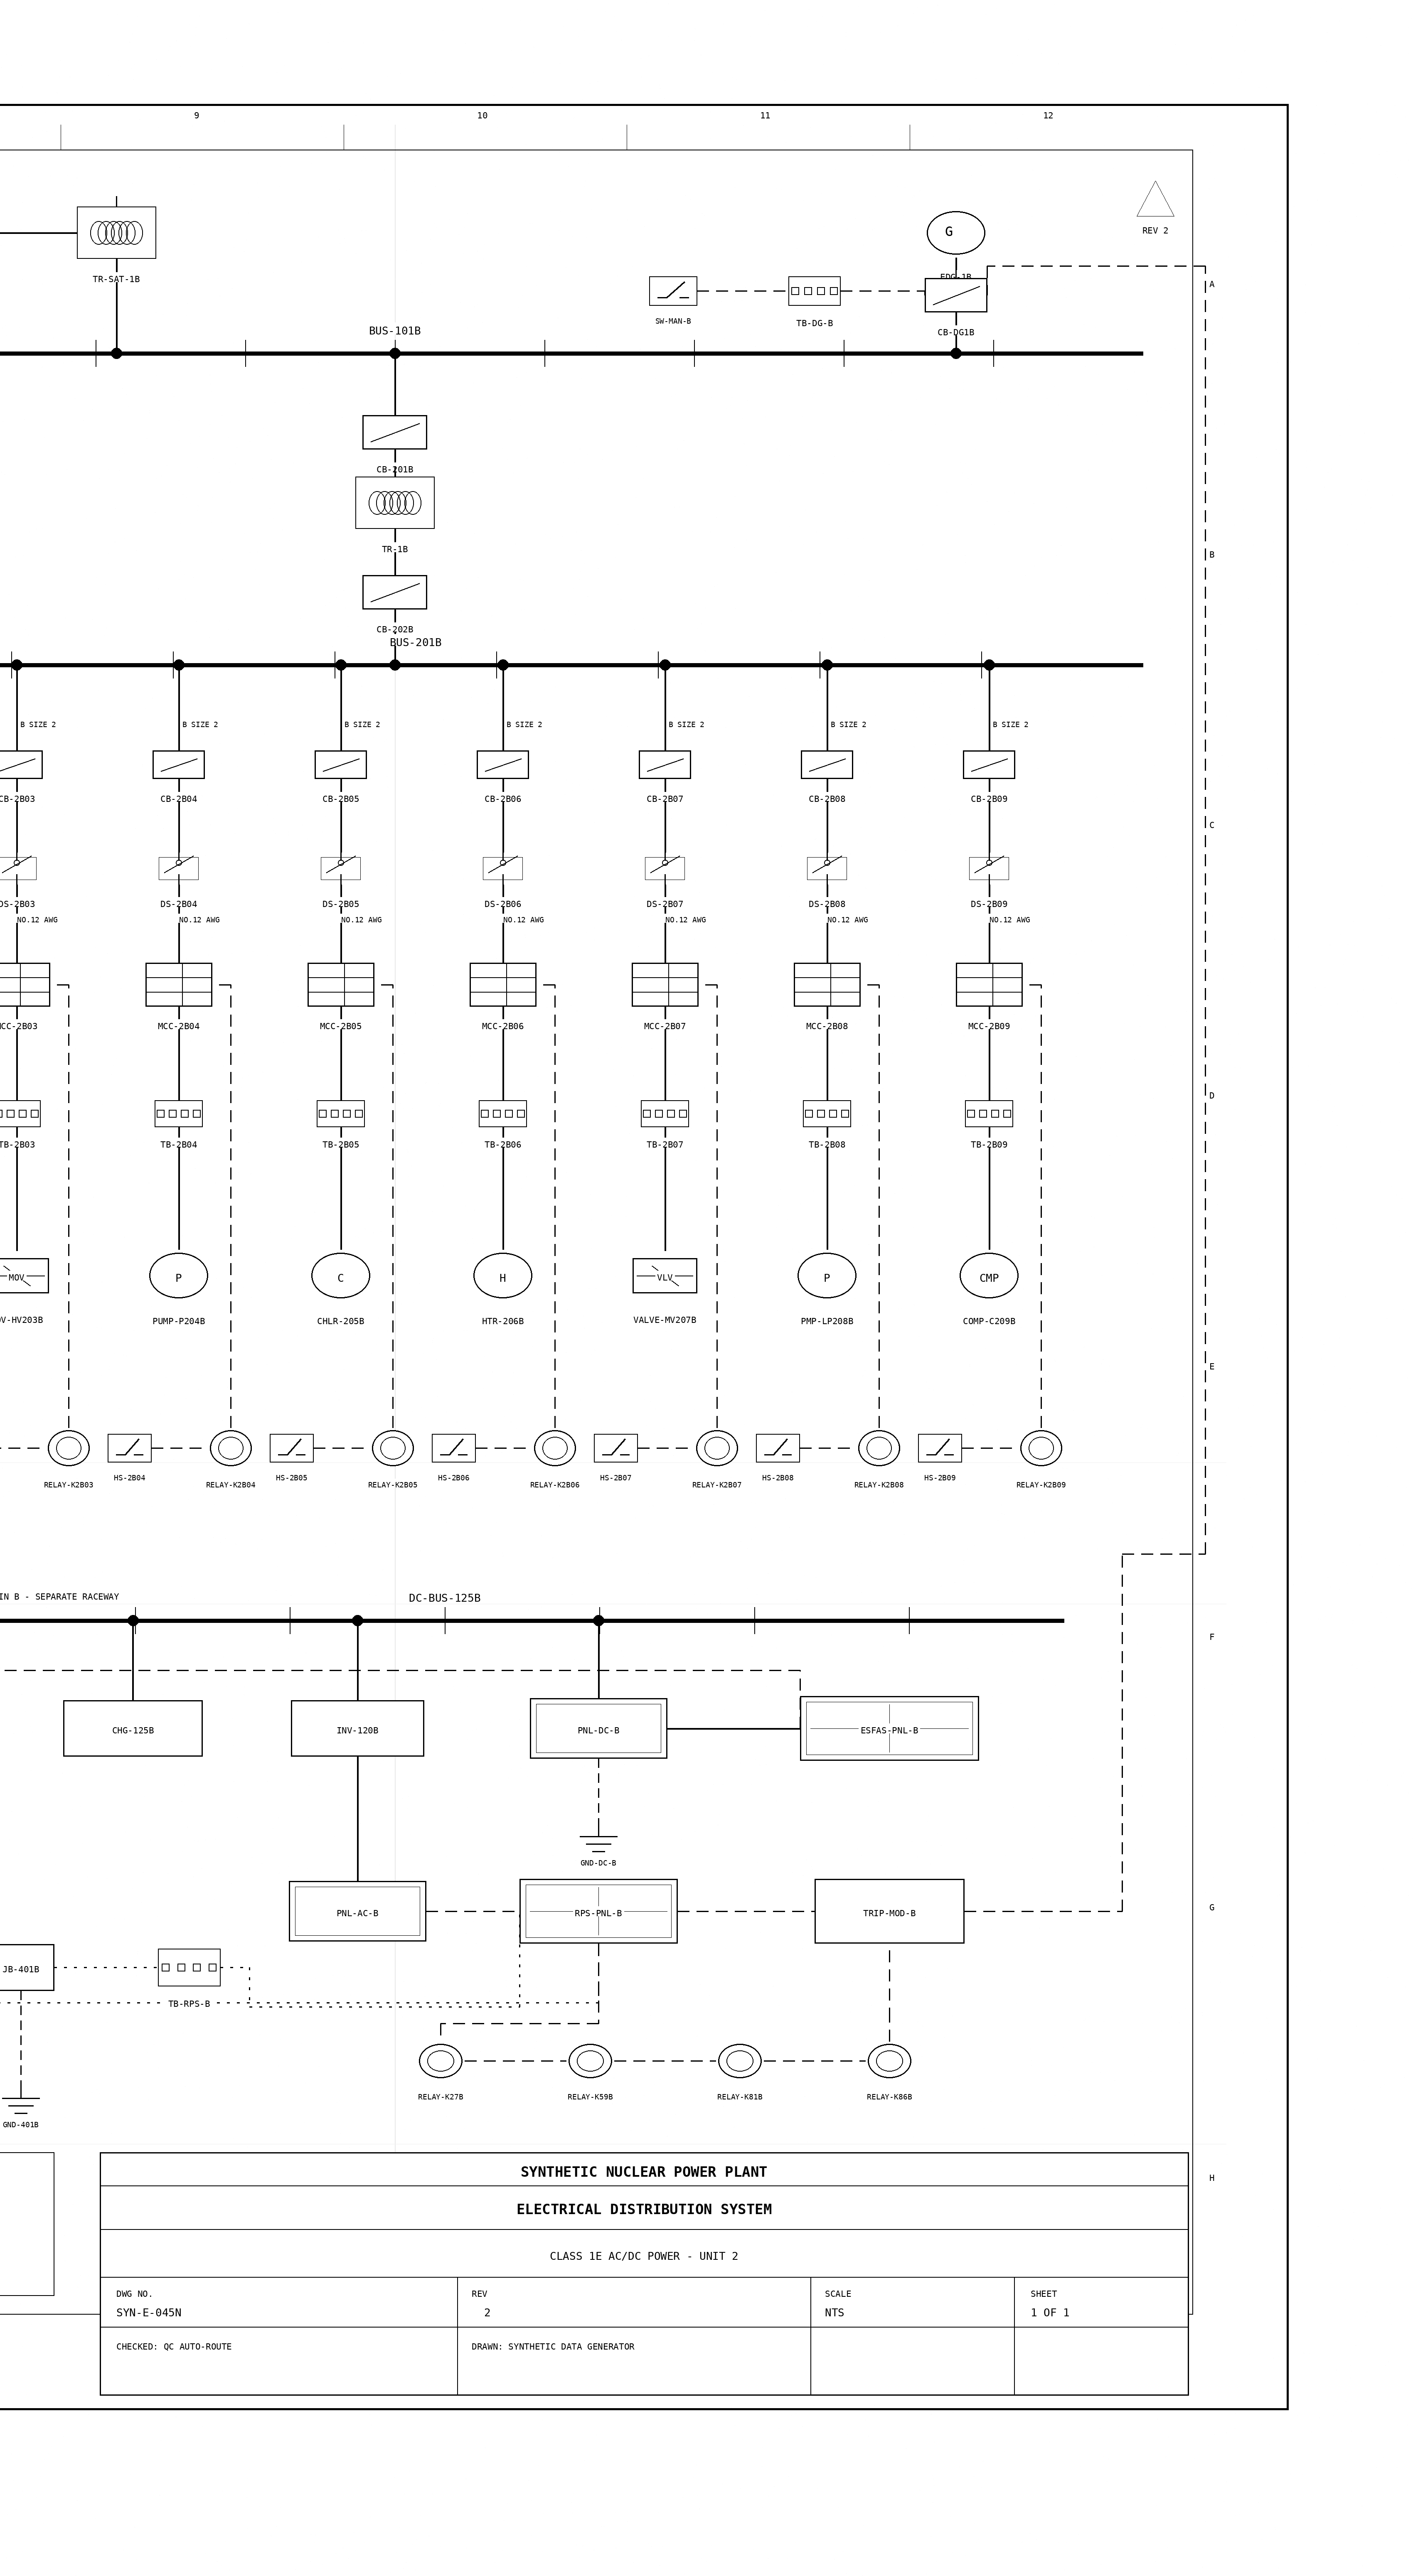 9 10 11 12
REV 2
G
EDG-1B
A
TR-SAT-1B
SW-MAN-B TB-DG-B CB-DG1B
BUS-101B
CB-201B
TR-1B
B
CB-202B
BUS-201B
B SIZE 2 B SIZE 2 B SIZE 2 B SIZE 2 B SIZE 2 B SIZE 2 B SIZE 2
CB-2B03 CB-2B04 CB-2B05 CB-2B06 CB-2B07 CB-2B08 CB-2B09
C
DS-2B03 DS-2B04 DS-2B05 DS-2B06 DS-2B07 DS-2B08 DS-2B09
NO.12 AWG NO.12 AWG NO.12 AWG NO.12 AWG NO.12 AWG NO.12 AWG NO.12 AWG
MCC-2B03 MCC-2B04 MCC-2B05 MCC-2B06 MCC-2B07 MCC-2B08 MCC-2B09
D
TB-2B03 TB-2B04 TB-2B05 TB-2B06 TB-2B07 TB-2B08 TB-2B09
MOV P C H VLV P CMP
OV-HV203B PUMP-P204B CHLR-205B HTR-206B VALVE-MV207B PMP-LP208B COMP-C209B
E
HS-2B04 HS-2B05 HS-2B06 HS-2B07 HS-2B08 HS-2B09
RELAY-K2B03 RELAY-K2B04 RELAY-K2B05 RELAY-K2B06 RELAY-K2B07 RELAY-K2B08 RELAY-K2B09
IN B - SEPARATE RACEWAY
DC-BUS-125B
F
CHG-125B INV-120B PNL-DC-B ESFAS-PNL-B
GND-DC-B
G
PNL-AC-B RPS-PNL-B TRIP-MOD-B
JB-401B
TB-RPS-B
RELAY-K27B RELAY-K59B RELAY-K81B RELAY-K86B
GND-401B
H
SYNTHETIC NUCLEAR POWER PLANT
ELECTRICAL DISTRIBUTION SYSTEM
CLASS 1E AC/DC POWER - UNIT 2
DWG NO. REV SCALE SHEET
SYN-E-045N 2 NTS 1 OF 1
CHECKED: QC AUTO-ROUTE DRAWN: SYNTHETIC DATA GENERATOR